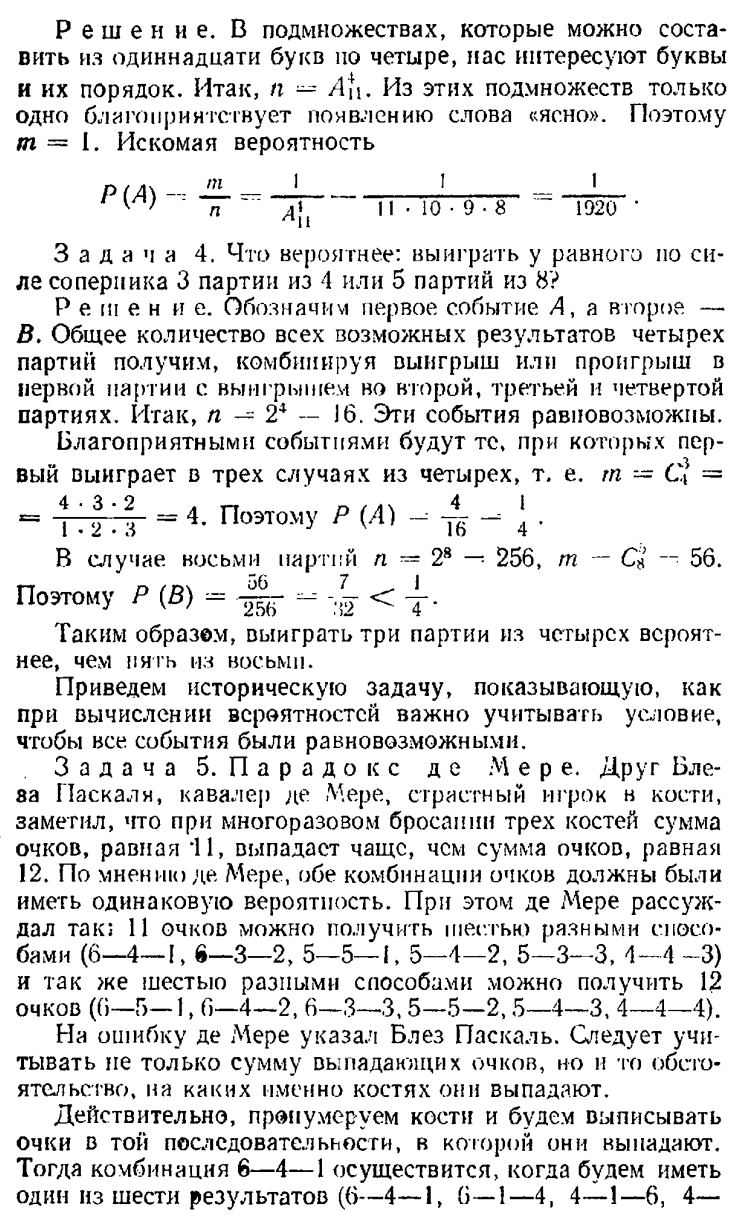 Решение. В подмножествах, которые можно соста-
вить из одиннадцати букв по четыре, нас интересуют буквы
и их порядок. Итак, n = A⁴₁₁. Из этих подмножеств только
одно благоприятствует появлению слова «ясно». Поэтому
m = 1. Искомая вероятность
P (A) = m/n = 1/A⁴₁₁ = 1/(11 · 10 · 9 · 8) = 1/1920 .
Задача 4. Что вероятнее: выиграть у равного по си-
ле соперника 3 партии из 4 или 5 партий из 8?
Решение. Обозначим первое событие A, а второе —
B. Общее количество всех возможных результатов четырех
партий получим, комбинируя выигрыш или проигрыш в
первой партии с выигрышем во второй, третьей и четвертой
партиях. Итак, n = 2⁴ = 16. Эти события равновозможны.
Благоприятными событиями будут те, при которых пер-
вый выиграет в трех случаях из четырех, т. е. m = C³₄ =
= (4 · 3 · 2)/(1 · 2 · 3) = 4. Поэтому P (A) = 4/16 = 1/4 .
В случае восьми партий n = 2⁸ = 256, m = C⁵₈ = 56.
Поэтому P (B) = 56/256 = 7/32 < 1/4 .
Таким образом, выиграть три партии из четырех вероят-
нее, чем пять из восьми.
Приведем историческую задачу, показывающую, как
при вычислении вероятностей важно учитывать условие,
чтобы все события были равновозможными.
Задача 5. Парадокс де Мере. Друг Бле-
за Паскаля, кавалер де Мере, страстный игрок в кости,
заметил, что при многоразовом бросании трех костей сумма
очков, равная 11, выпадает чаще, чем сумма очков, равная
12. По мнению де Мере, обе комбинации очков должны были
иметь одинаковую вероятность. При этом де Мере рассуж-
дал так: 11 очков можно получить шестью разными спосо-
бами (6—4—1, 6—3—2, 5—5—1, 5—4—2, 5—3—3, 4—4—3)
и так же шестью разными способами можно получить 12
очков (6—5—1, 6—4—2, 6—3—3, 5—5—2, 5—4—3, 4—4—4).
На ошибку де Мере указал Блез Паскаль. Следует учи-
тывать не только сумму выпадающих очков, но и то обсто-
ятельство, на каких именно костях они выпадают.
Действительно, пронумеруем кости и будем выписывать
очки в той последовательности, в которой они выпадают.
Тогда комбинация 6—4—1 осуществится, когда будем иметь
один из шести результатов (6—4—1, 6—1—4, 4—1—6, 4—